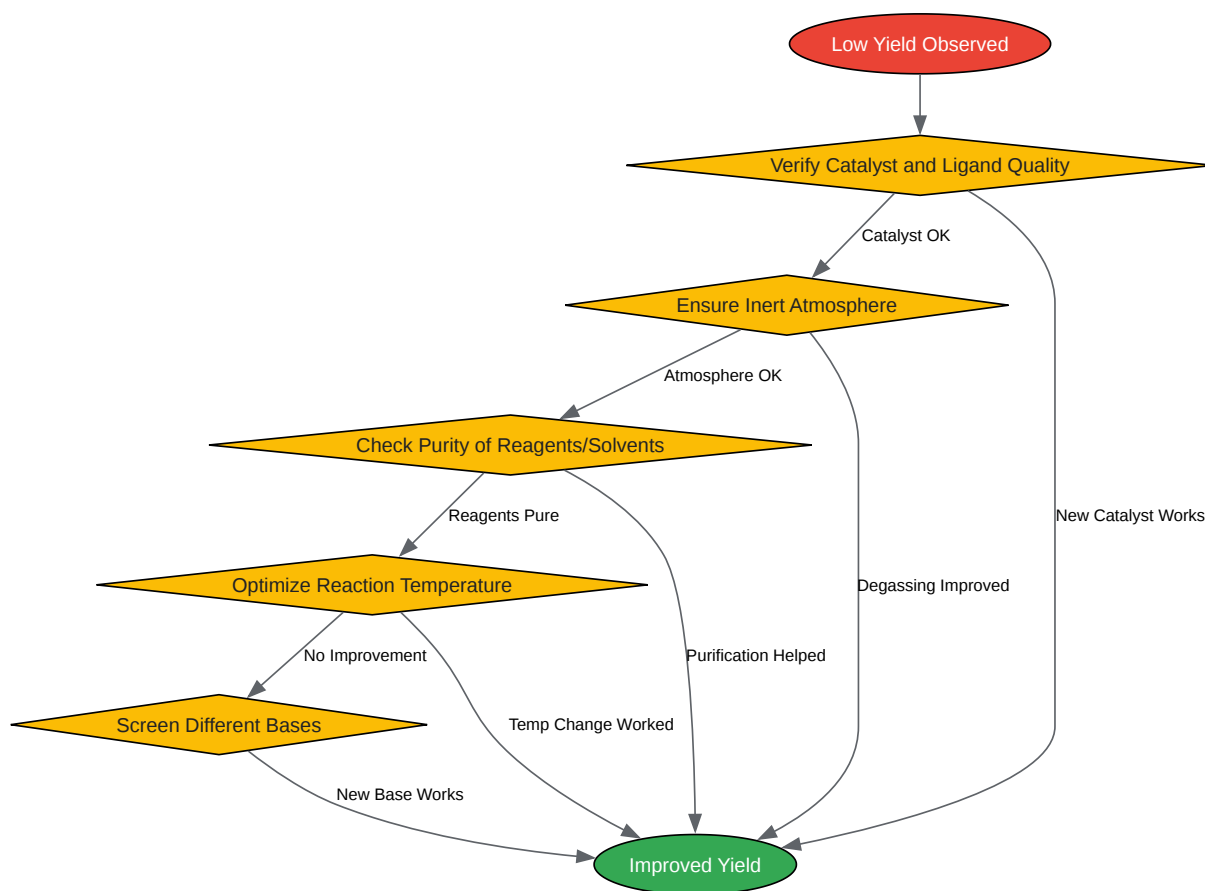 Low Yield Observed
Verify Catalyst and Ligand Quality
Catalyst OK
Ensure Inert Atmosphere
Atmosphere OK
Check Purity of Reagents/Solvents
Reagents Pure
New Catalyst Works
Optimize Reaction Temperature
Degassing Improved
No Improvement
Purification Helped
Screen Different Bases
Temp Change Worked
New Base Works
Improved Yield